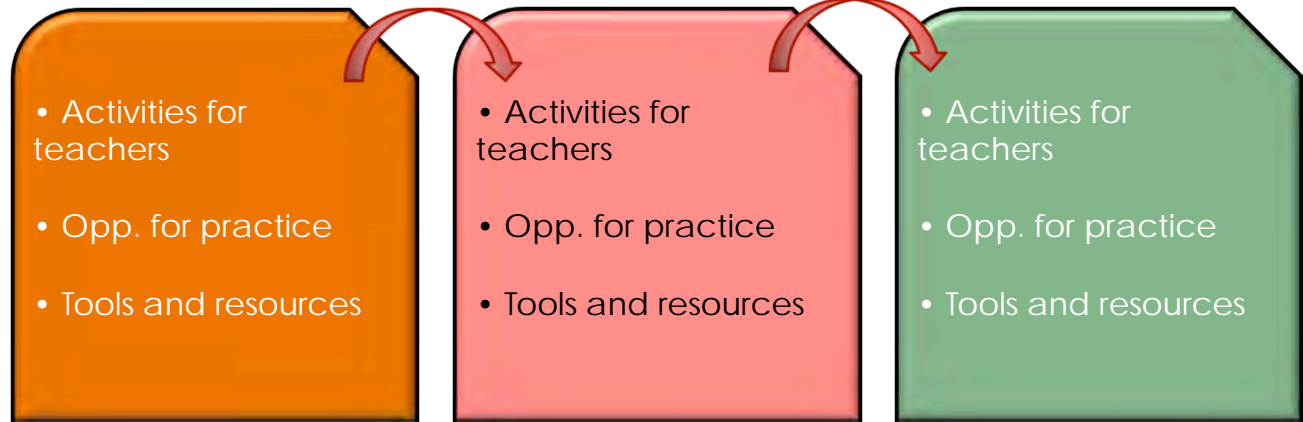 • Activities for
teachers
• Opp. for practice
• Tools and resources
• Activities for
teachers
• Opp. for practice
• Tools and resources
• Activities for
teachers
• Opp. for practice
• Tools and resources